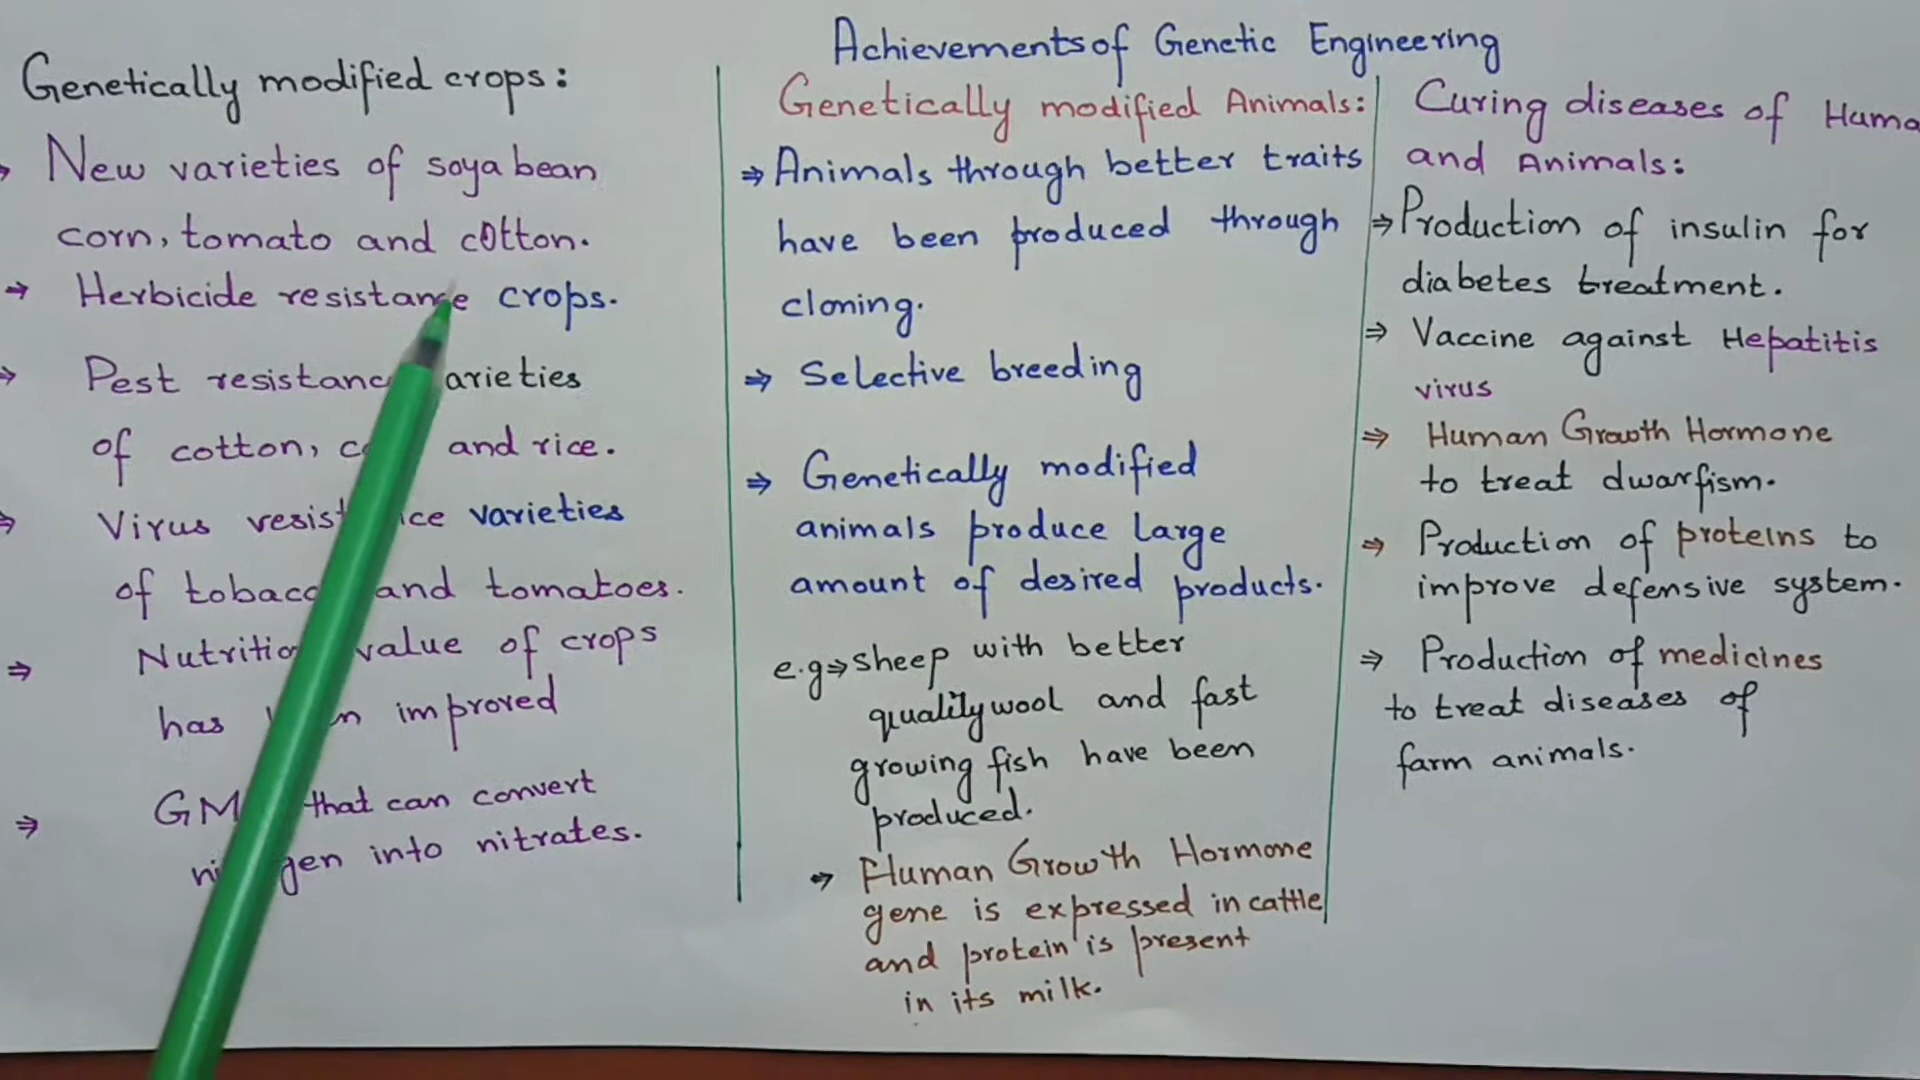 Achievements of Genetic Engineering
Genetically modified crops:
New varieties of soya bean
corn, tomato and cotton.
⇒ Herbicide resistance crops.
Pest resistance
of cotton, and rice.
Virus varieties
of and tomatoes.
⇒ value of crops
has improved
⇒ that can convert
into nitrates.
Genetically modified Animals:
⇒ Animals through better traits
have been produced through
cloning.
⇒ Selective breeding
⇒ Genetically modified
animals produce large
amount of desired products.
e.g⇒ sheep with better
quality wool and fast
growing fish have been
produced.
⇒ Human Growth Hormone
gene is expressed in cattle
and protein is present
in its milk.
Curing diseases of
and Animals:
⇒ Production of insulin for
diabetes treatment.
⇒ Vaccine against Hepatitis
virus
⇒ Human Growth Hormone
to treat dwarfism.
⇒ Production of proteins to
improve defensive system.
⇒ Production of medicines
to treat diseases of
farm animals.